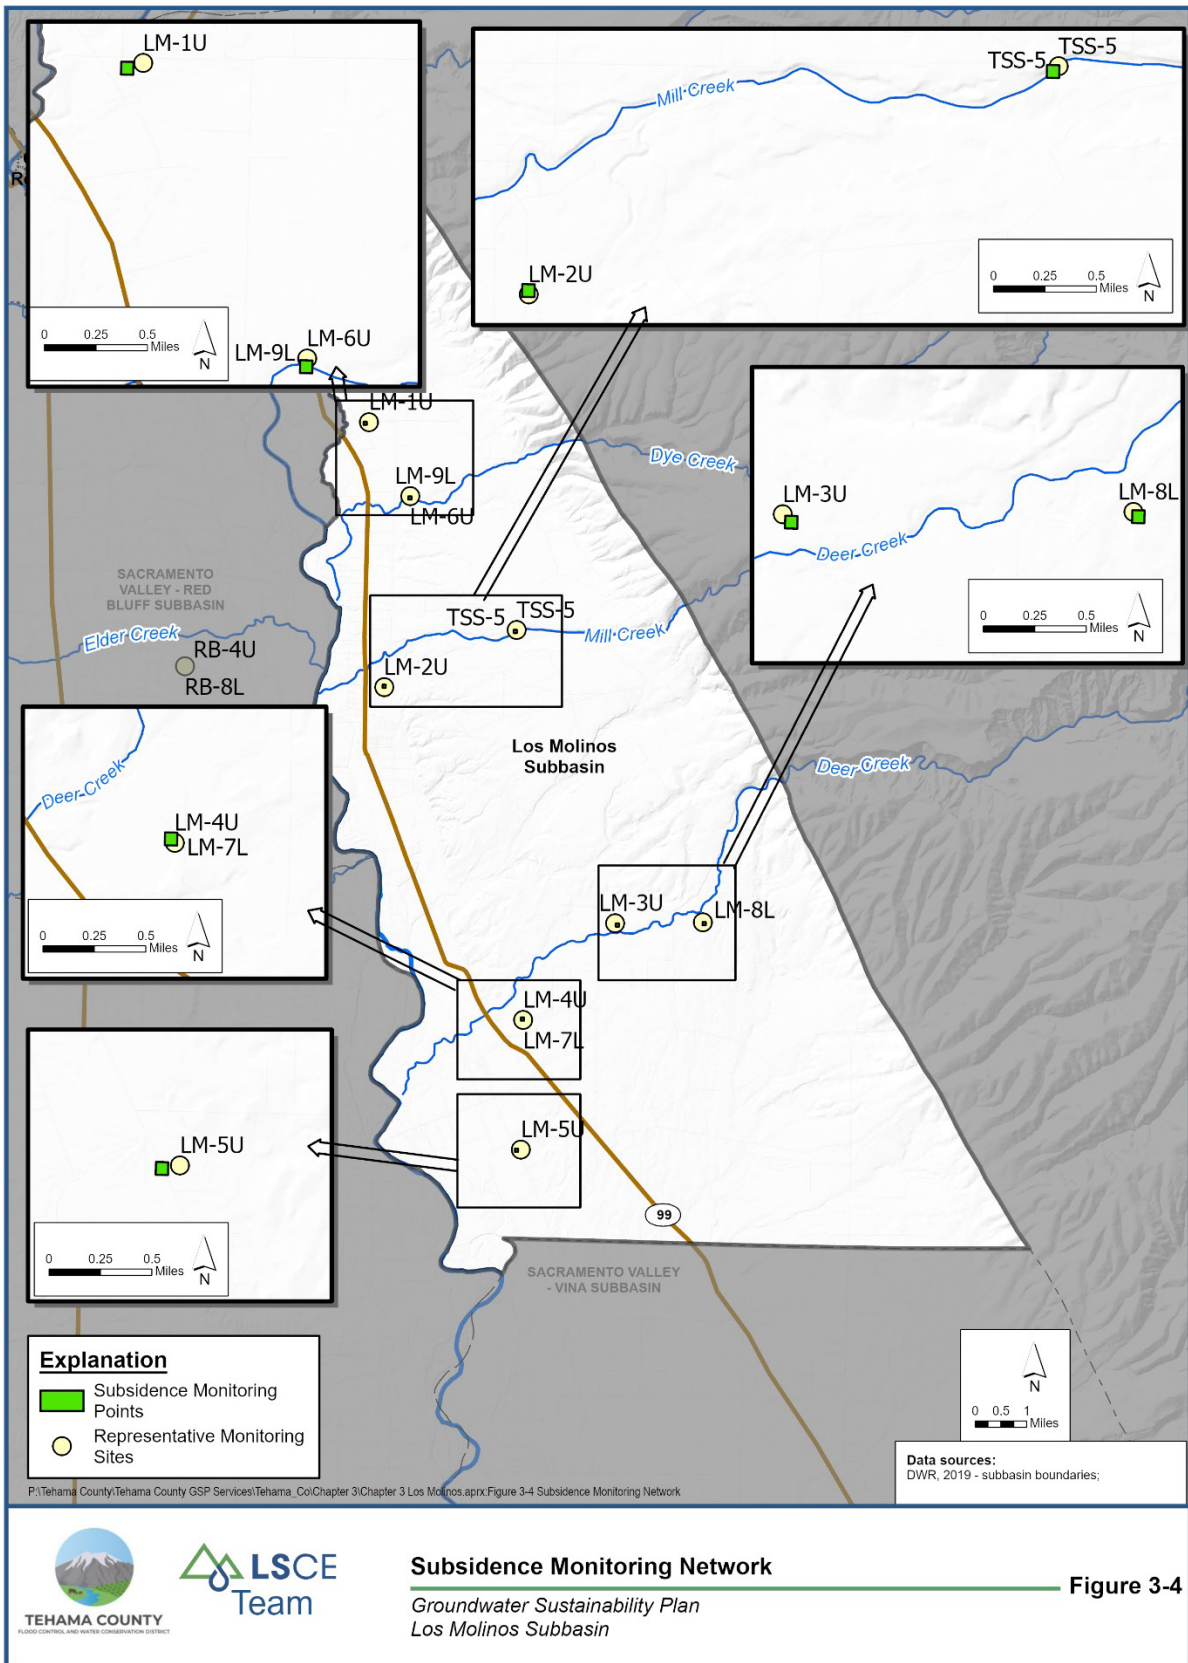 LM-1U
0 0.25 0.5
Miles
N
LM-6U
LM-9L
TSS-5
TSS-5
Mill Creek
LM-2U
0 0.25 0.5
Miles
N
LM-3U
LM-8L
Deer Creek
0 0.25 0.5
Miles
N
R
LM-1U
LM-9L
LM-6U
Dye Creek
SACRAMENTO
VALLEY - RED
BLUFF SUBBASIN
Elder Creek
RB-4U
RB-8L
TSS-5
TSS-5
Mill Creek
LM-2U
Los Molinos
Subbasin
Deer Creek
Deer Creek
LM-4U
LM-7L
0 0.25 0.5
Miles
N
LM-3U
LM-8L
LM-4U
LM-7L
LM-5U
0 0.25 0.5
Miles
N
LM-5U
99
SACRAMENTO VALLEY
- VINA SUBBASIN
Explanation
Subsidence Monitoring
Points
Representative Monitoring
Sites
N
0 0.5 1
Miles
Data sources:
DWR, 2019 - subbasin boundaries;
P:\Tehama County\Tehama County GSP Services\Tehama_Co\Chapter 3\Chapter 3 Los Molinos.aprx:Figure 3-4 Subsidence Monitoring Network
TEHAMA COUNTY
FLOOD CONTROL AND WATER CONSERVATION DISTRICT
LSCE
Team
Subsidence Monitoring Network
Groundwater Sustainability Plan
Los Molinos Subbasin
Figure 3-4